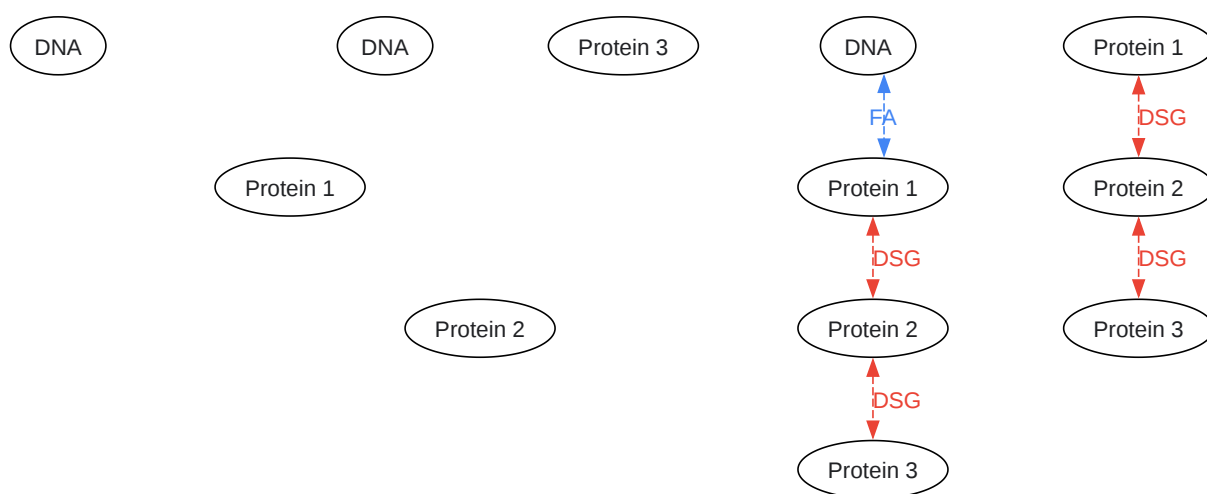 DNA
DNA
Protein 3
DNA
Protein 1
FA
DSG
Protein 1
Protein 1
Protein 2
DSG
DSG
Protein 2
Protein 2
Protein 3
DSG
Protein 3